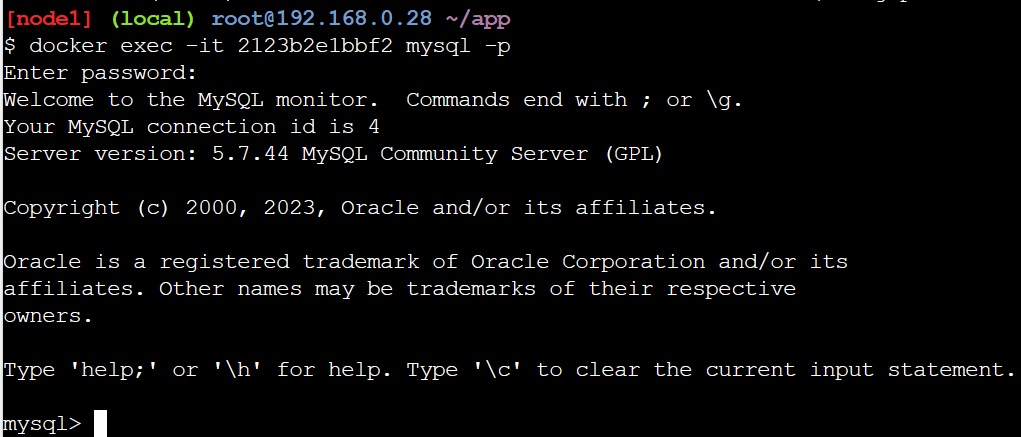 [node1] (local) root@192.168.0.28 ~/app
$ docker exec -it 2123b2e1bbf2 mysql -p
Enter password:
Welcome to the MySQL monitor.  Commands end with ; or \g.
Your MySQL connection id is 4
Server version: 5.7.44 MySQL Community Server (GPL)
Copyright (c) 2000, 2023, Oracle and/or its affiliates.
Oracle is a registered trademark of Oracle Corporation and/or its
affiliates. Other names may be trademarks of their respective
owners.
Type 'help;' or '\h' for help. Type '\c' to clear the current input statement.
mysql>